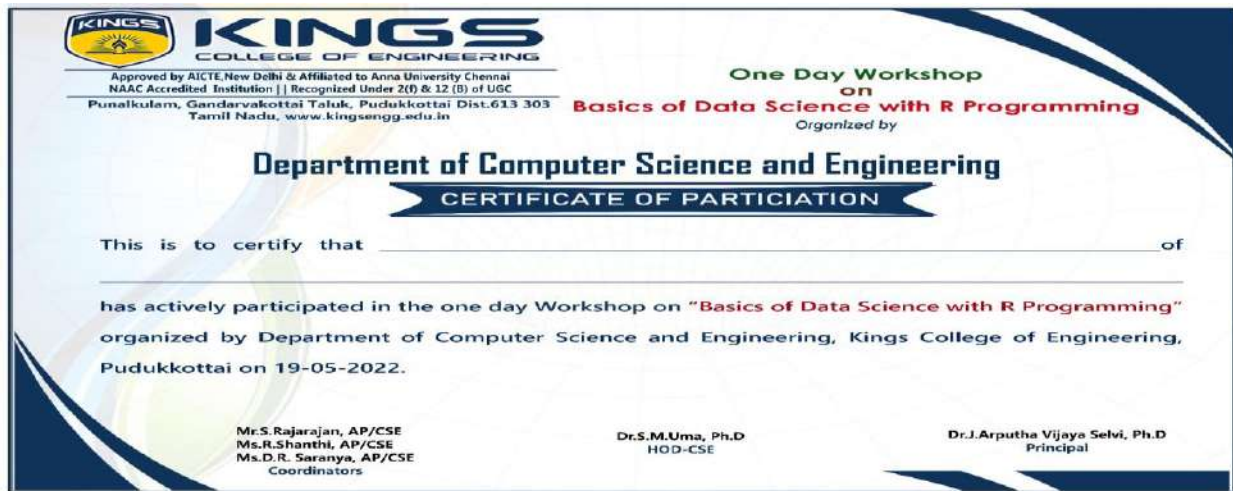 KINGS
KINGS
COLLEGE OF ENGINEERING
Approved by AICTE,New Delhi & Affiliated to Anna University Chennai
NAAC Accredited Institution || Recognized Under 2(f) & 12 (B) of UGC
Punalkulam, Gandarvakottai Taluk, Pudukkottai Dist.613 303
Tamil Nadu, www.kingsengg.edu.in
One Day Workshop
on
Basics of Data Science with R Programming
Organized by
Department of Computer Science and Engineering
CERTIFICATE OF PARTICIATION
This is to certify that of
has actively participated in the one day Workshop on "Basics of Data Science with R Programming"
organized by Department of Computer Science and Engineering, Kings College of Engineering,
Pudukkottai on 19-05-2022.
Mr.S.Rajarajan, AP/CSE
Ms.R.Shanthi, AP/CSE
Ms.D.R. Saranya, AP/CSE
Coordinators
Dr.S.M.Uma, Ph.D
HOD-CSE
Dr.J.Arputha Vijaya Selvi, Ph.D
Principal